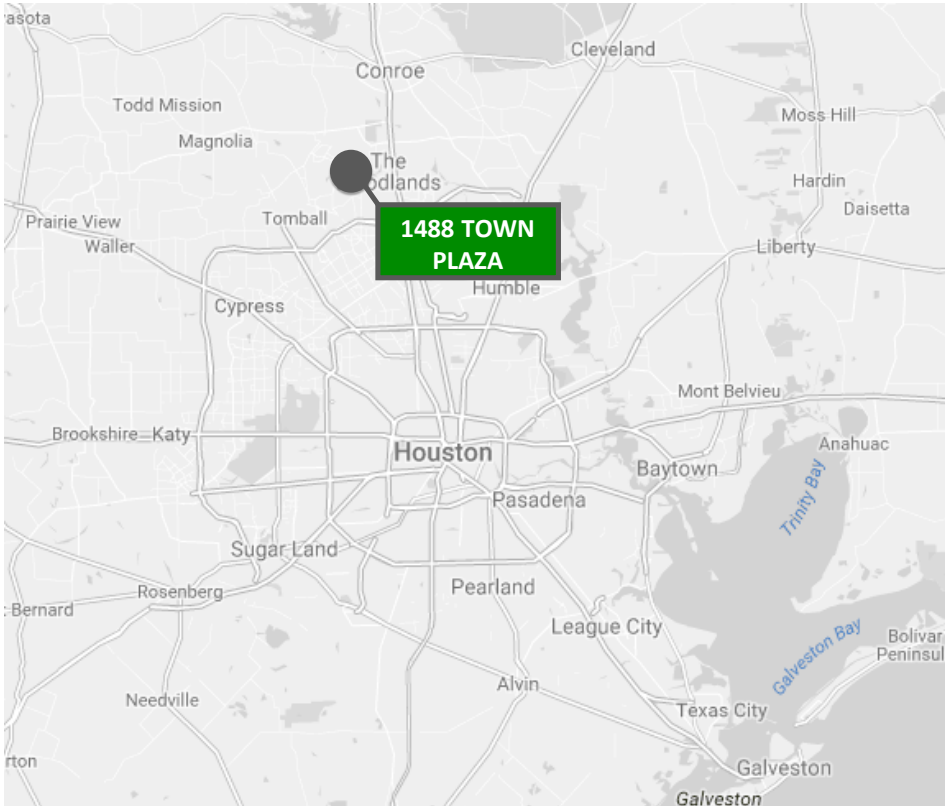 rasota
Cleveland
Conroe
Todd Mission
Moss Hill
Magnolia
The
odlands
Hardin
Daisetta
Prairie View
Tomball
1488 TOWN
PLAZA
Waller
Liberty
Humble
Cypress
Mont Belvieu
Brookshire
Katy
Houston
Anahuac
Baytown
Trinity Bay
Pasadena
Sugar Land
Pearland
Rosenberg
Bernard
League City
Galveston Bay
Bolivar
Peninsul
Alvin
Needville
Texas City
rton
Galveston
Galveston